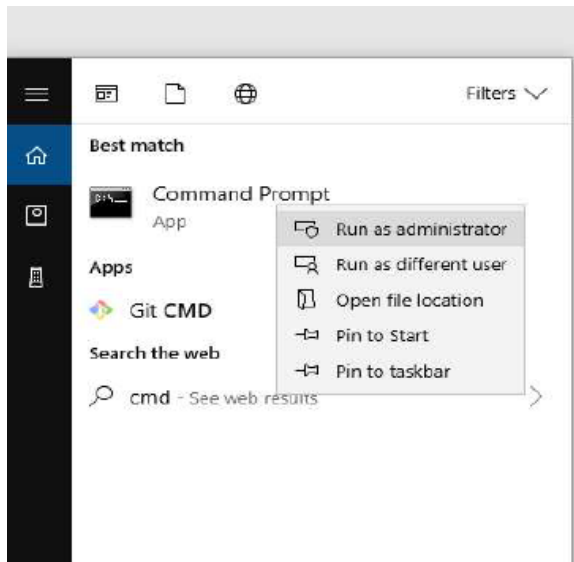 Filters
Best match
Command Prompt
App
Run as administrator
Run as different user
Apps
Open file location
Git CMD
Pin to Start
Search the web
Pin to taskbar
cmd - See web results